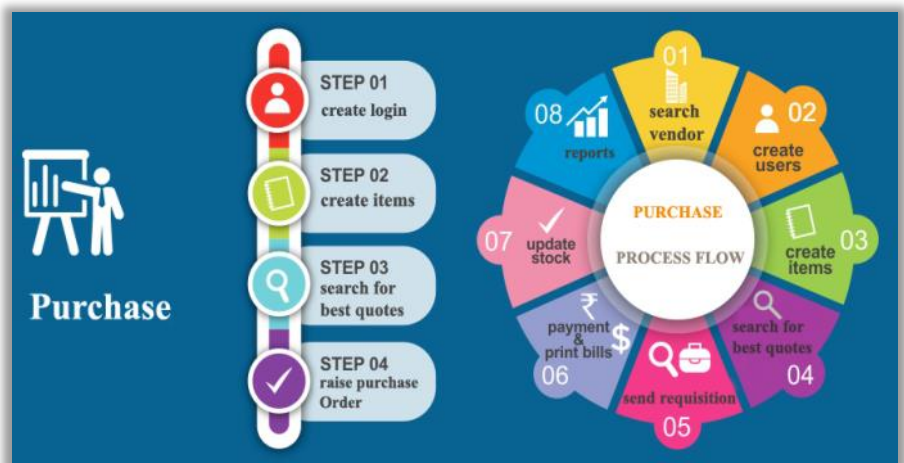 Purchase
STEP 01
create login
STEP 02
create items
STEP 03
search for
best quotes
STEP 04
raise purchase
Order
PURCHASE
PROCESS FLOW
01
search
vendor
02
create
users
03
create
items
04
search for
best quotes
05
send requisition
06
₹
payment
&
print bills
$
07
update
stock
08
reports